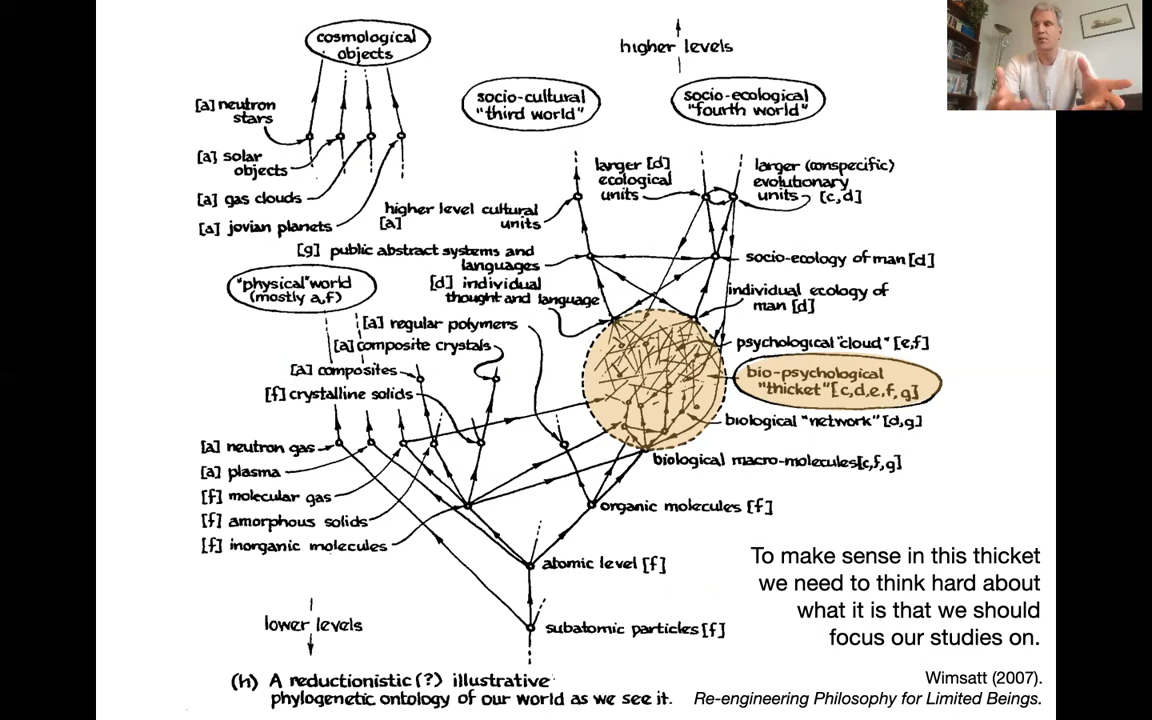 cosmological
objects
higher levels
[a] neutron
stars
socio-cultural
"third world"
socio-ecological
"fourth world"
[a] solar
objects
larger [d]
ecological
units
larger (conspecific)
evolutionary
units [c,d]
[a] gas clouds
higher level cultural
[a] units
[a] jovian planets
[g] public abstract systems and
languages
socio-ecology of man [d]
"physical" world
(mostly a,f)
[d] individual
thought and language
individual ecology of
man [d]
[a] regular polymers
[a] composite crystals
psychological "cloud" [e,f]
[a] composites
bio-psychological
"thicket" [c,d,e,f,g]
[f] crystalline solids
biological "network" [d,g]
[a] neutron gas
biological macro-molecules [c,f,g]
[a] plasma
[f] molecular gas
organic molecules [f]
[f] amorphous solids
[f] inorganic molecules
atomic level [f]
To make sense in this thicket
we need to think hard about
what it is that we should
focus our studies on.
lower levels
subatomic particles [f]
(h) A reductionistic (?) illustrative
phylogenetic ontology of our world as we see it.
Wimsatt (2007).
Re-engineering Philosophy for Limited Beings.